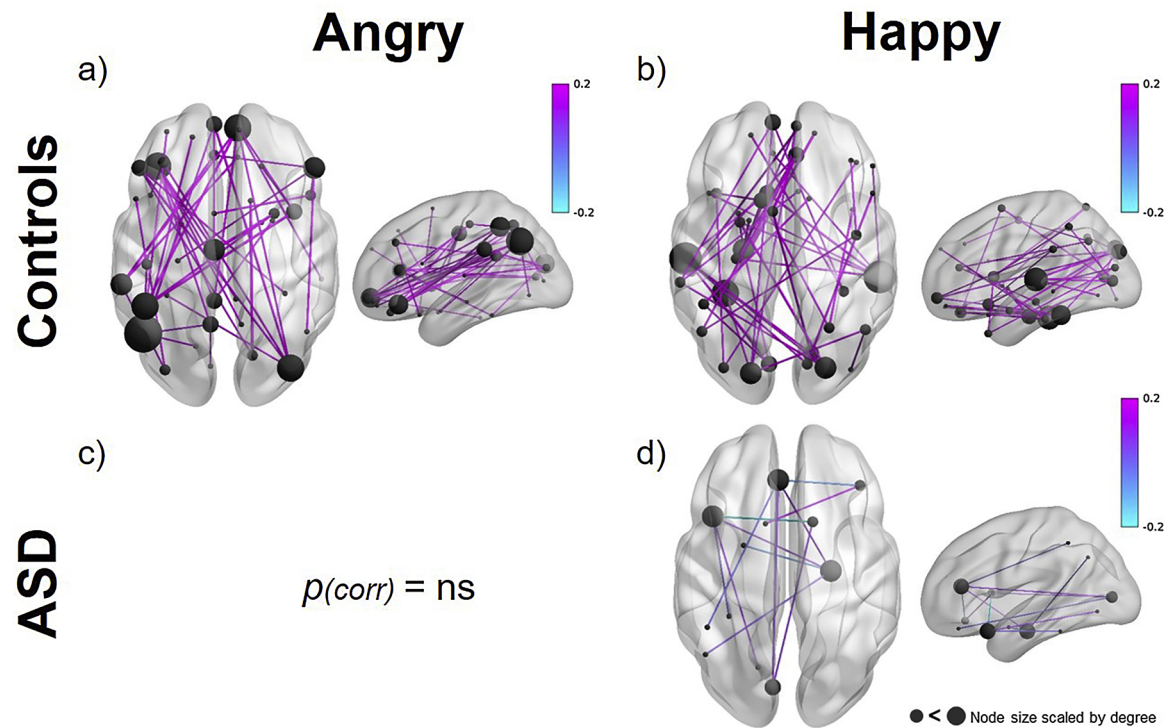 Angry
Happy
a)
b)
0.2
-0.2
0.2
-0.2
Controls
c)
d)
0.2
-0.2
ASD
p(corr) = ns
< Node size scaled by degree